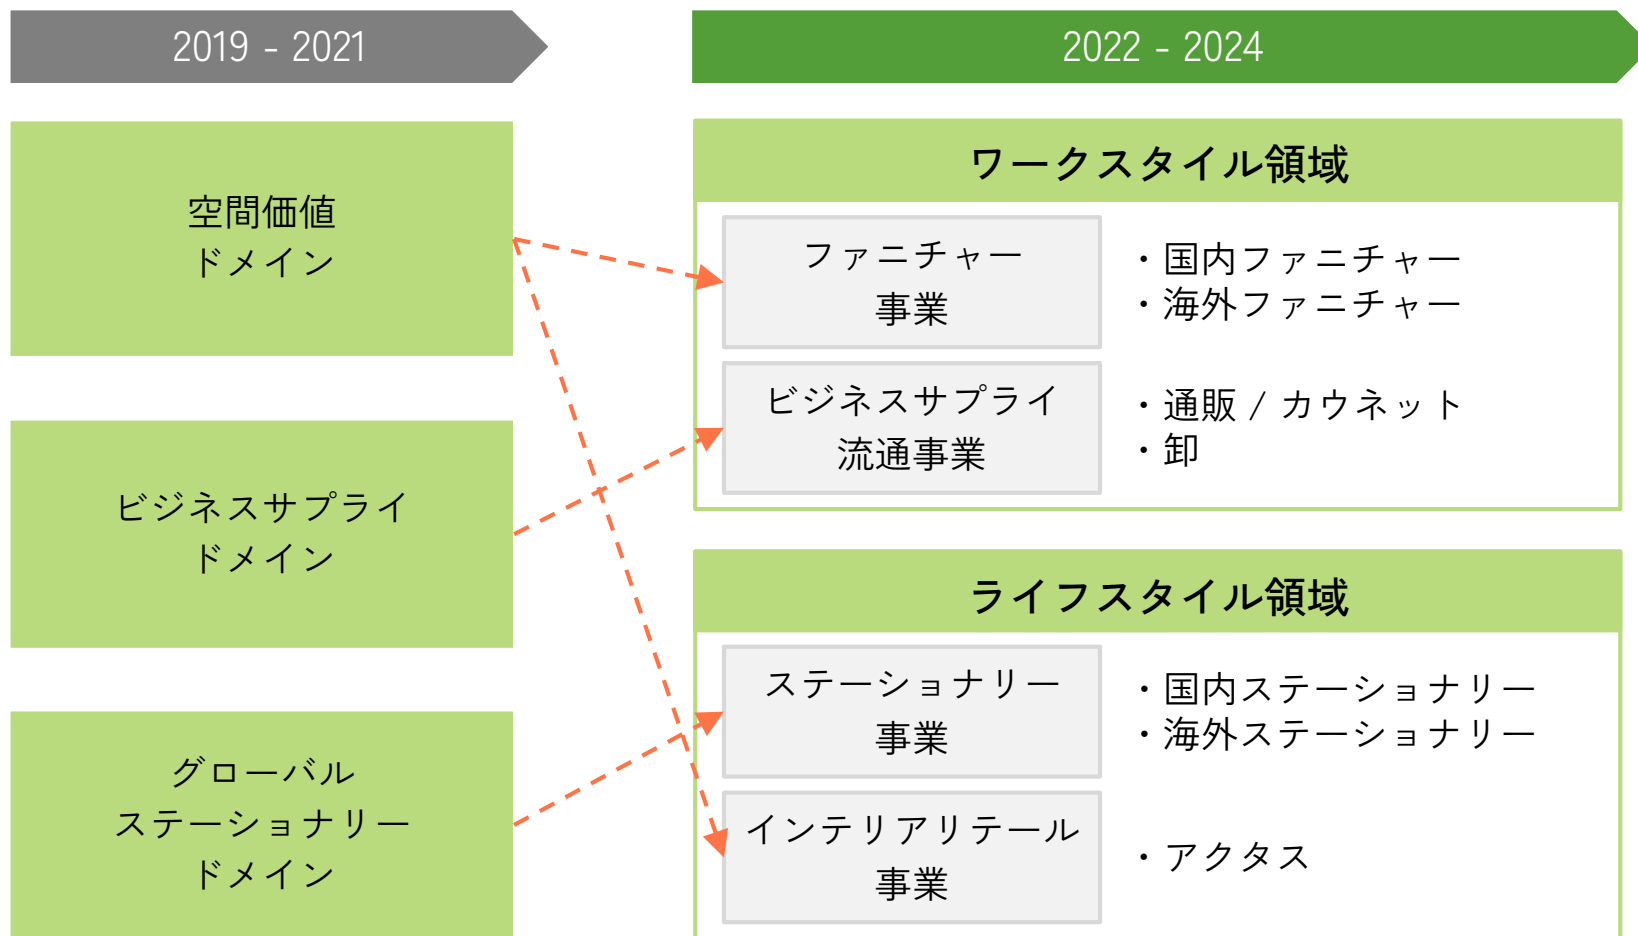 2019 - 2021
空間価値
ドメイン
ビジネスサプライ
ドメイン
グローバル
ステーショナリー
ドメイン
2022 - 2024
ワークスタイル領域
ファニチャー
事業
・国内ファニチャー
・海外ファニチャー
ビジネスサプライ
流通事業
・通販 / カウネット
・卸
ライフスタイル領域
ステーショナリー
事業
・国内ステーショナリー
・海外ステーショナリー
インテリアリテール
事業
・アクタス